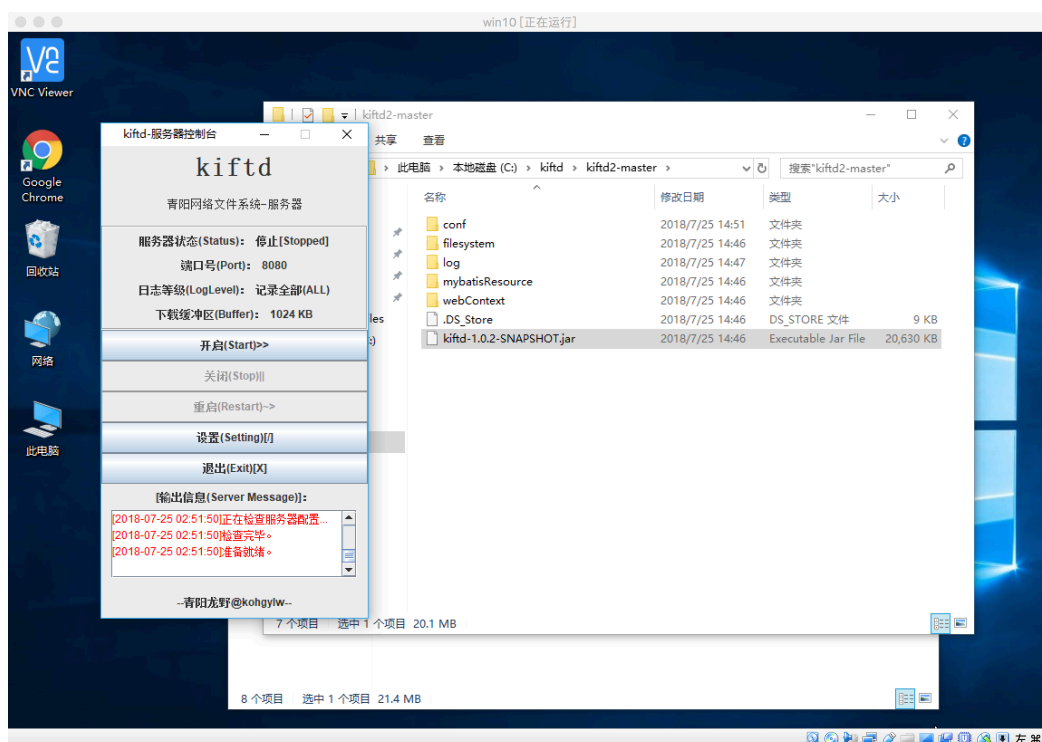 win10 [正在运行]
VNC Viewer
Google
Chrome
回收站
网络
此电脑
kiftd2-master
共享 查看
此电脑 › 本地磁盘 (C:) › kiftd › kiftd2-master ›
搜索"kiftd2-master"
名称 修改日期 类型 大小
conf 2018/7/25 14:51 文件夹
filesystem 2018/7/25 14:46 文件夹
log 2018/7/25 14:47 文件夹
mybatisResource 2018/7/25 14:46 文件夹
webContext 2018/7/25 14:46 文件夹
.DS_Store 2018/7/25 14:46 DS_STORE 文件 9 KB
kiftd-1.0.2-SNAPSHOT.jar 2018/7/25 14:46 Executable Jar File 20,630 KB
les
:)
7 个项目 选中 1 个项目 20.1 MB
8 个项目 选中 1 个项目 21.4 MB
kiftd-服务器控制台
kiftd
青阳网络文件系统-服务器
服务器状态(Status)： 停止[Stopped]
端口号(Port)： 8080
日志等级(LogLevel)： 记录全部(ALL)
下载缓冲区(Buffer)： 1024 KB
开启(Start)>>
关闭(Stop)||
重启(Restart)~>
设置(Setting)[/]
退出(Exit)[X]
[输出信息(Server Message)]：
[2018-07-25 02:51:50]正在检查服务器配置...
[2018-07-25 02:51:50]检查完毕。
[2018-07-25 02:51:50]准备就绪。
--青阳龙野@kohgylw--
左 ⌘